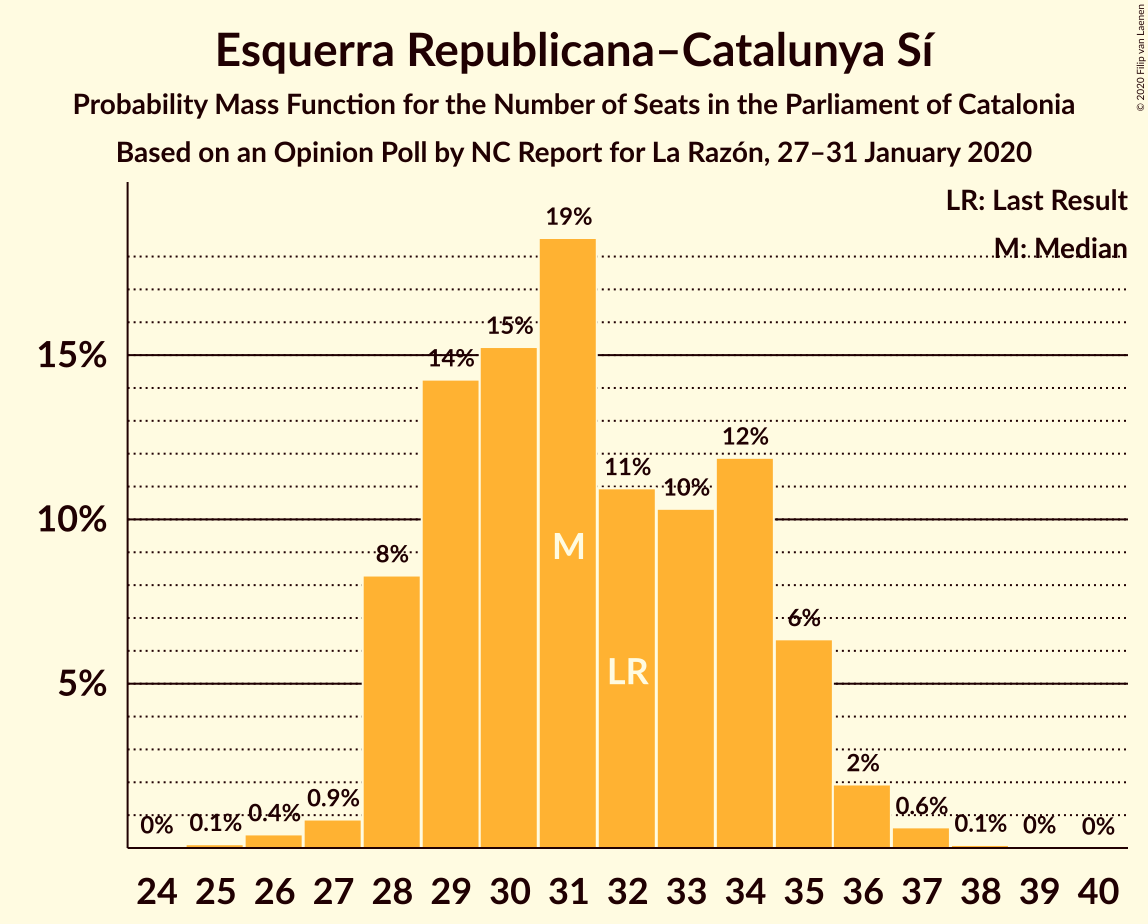 Esquerra Republicana–Catalunya Sí
Probability Mass Function for the Number of Seats in the Parliament of Catalonia
Based on an Opinion Poll by NC Report for La Razón, 27–31 January 2020
© 2020 Filip van Laenen
LR: Last Result
M: Median
19%
15%
14%
15%
12%
11%
10%
10%
8%
M
6%
LR
5%
2%
0.9%
0.6%
0.4%
0.1%
0%
0.1%
0%
0%
24 25 26 27 28 29 30 31 32 33 34 35 36 37 38 39 40